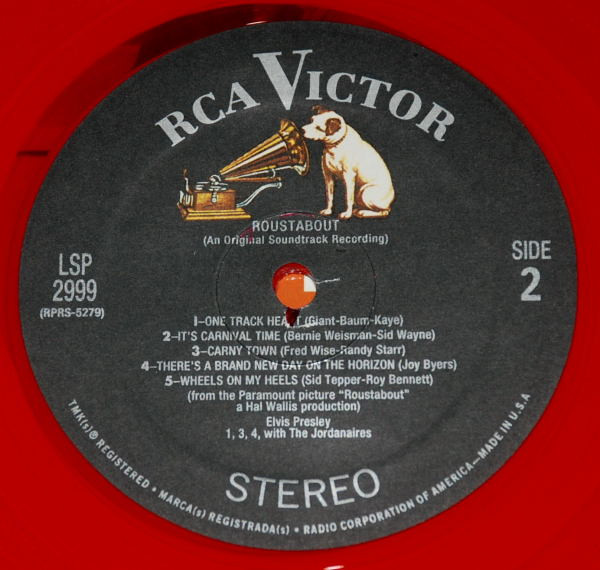 RCA VICTOR
ROUSTABOUT
(An Original Soundtrack Recording)
LSP
2999
(RPRS-5279)
SIDE
2
1-ONE TRACK HEART (Giant-Baum-Kaye)
2-IT'S CARNIVAL TIME (Bernie Weisman-Sid Wayne)
3-CARNY TOWN (Fred Wise-Randy Starr)
4-THERE'S A BRAND NEW DAY ON THE HORIZON (Joy Byers)
5-WHEELS ON MY HEELS (Sid Tepper-Roy Bennett)
(from the Paramount picture "Roustabout"
a Hal Wallis production)
Elvis Presley
1, 3, 4, with The Jordanaires
STEREO
TMK(s) ® REGISTERED • MARCA(s) REGISTRADA(s) • RADIO CORPORATION OF AMERICA—MADE IN U.S.A